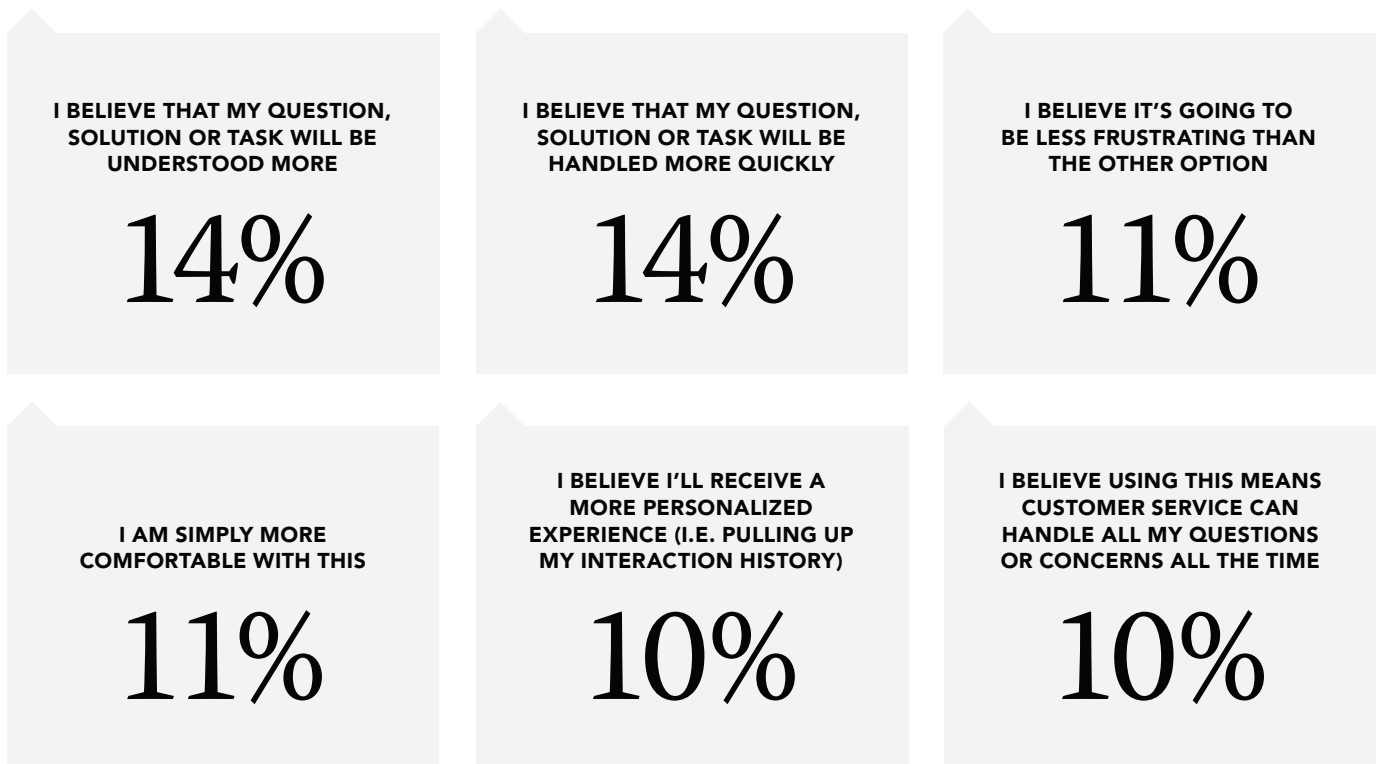 I BELIEVE THAT MY QUESTION,
SOLUTION OR TASK WILL BE
UNDERSTOOD MORE
14%
I BELIEVE THAT MY QUESTION,
SOLUTION OR TASK WILL BE
HANDLED MORE QUICKLY
14%
I BELIEVE IT’S GOING TO
BE LESS FRUSTRATING THAN
THE OTHER OPTION
11%
I AM SIMPLY MORE
COMFORTABLE WITH THIS
11%
I BELIEVE I’LL RECEIVE A
MORE PERSONALIZED
EXPERIENCE (I.E. PULLING UP
MY INTERACTION HISTORY)
10%
I BELIEVE USING THIS MEANS
CUSTOMER SERVICE CAN
HANDLE ALL MY QUESTIONS
OR CONCERNS ALL THE TIME
10%